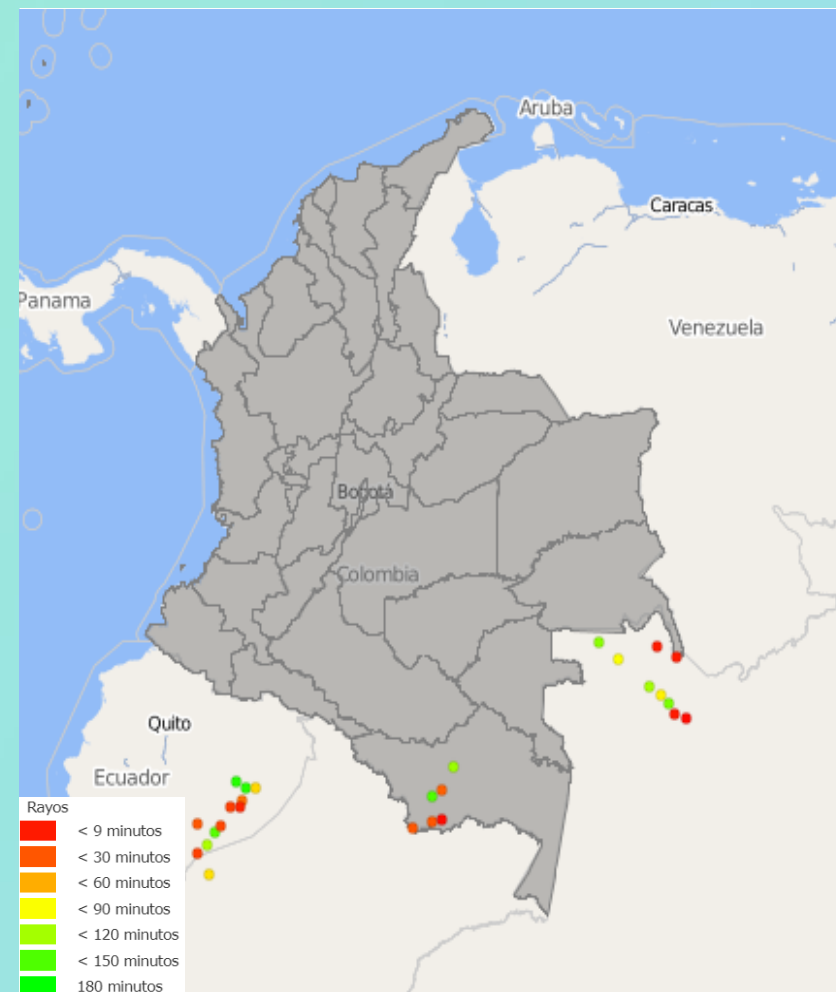 Aruba
Caracas
Panama
Venezuela
Bogotá
Colombia
Quito
Ecuador
Rayos
< 9 minutos
< 30 minutos
< 60 minutos
< 90 minutos
< 120 minutos
< 150 minutos
180 minutos